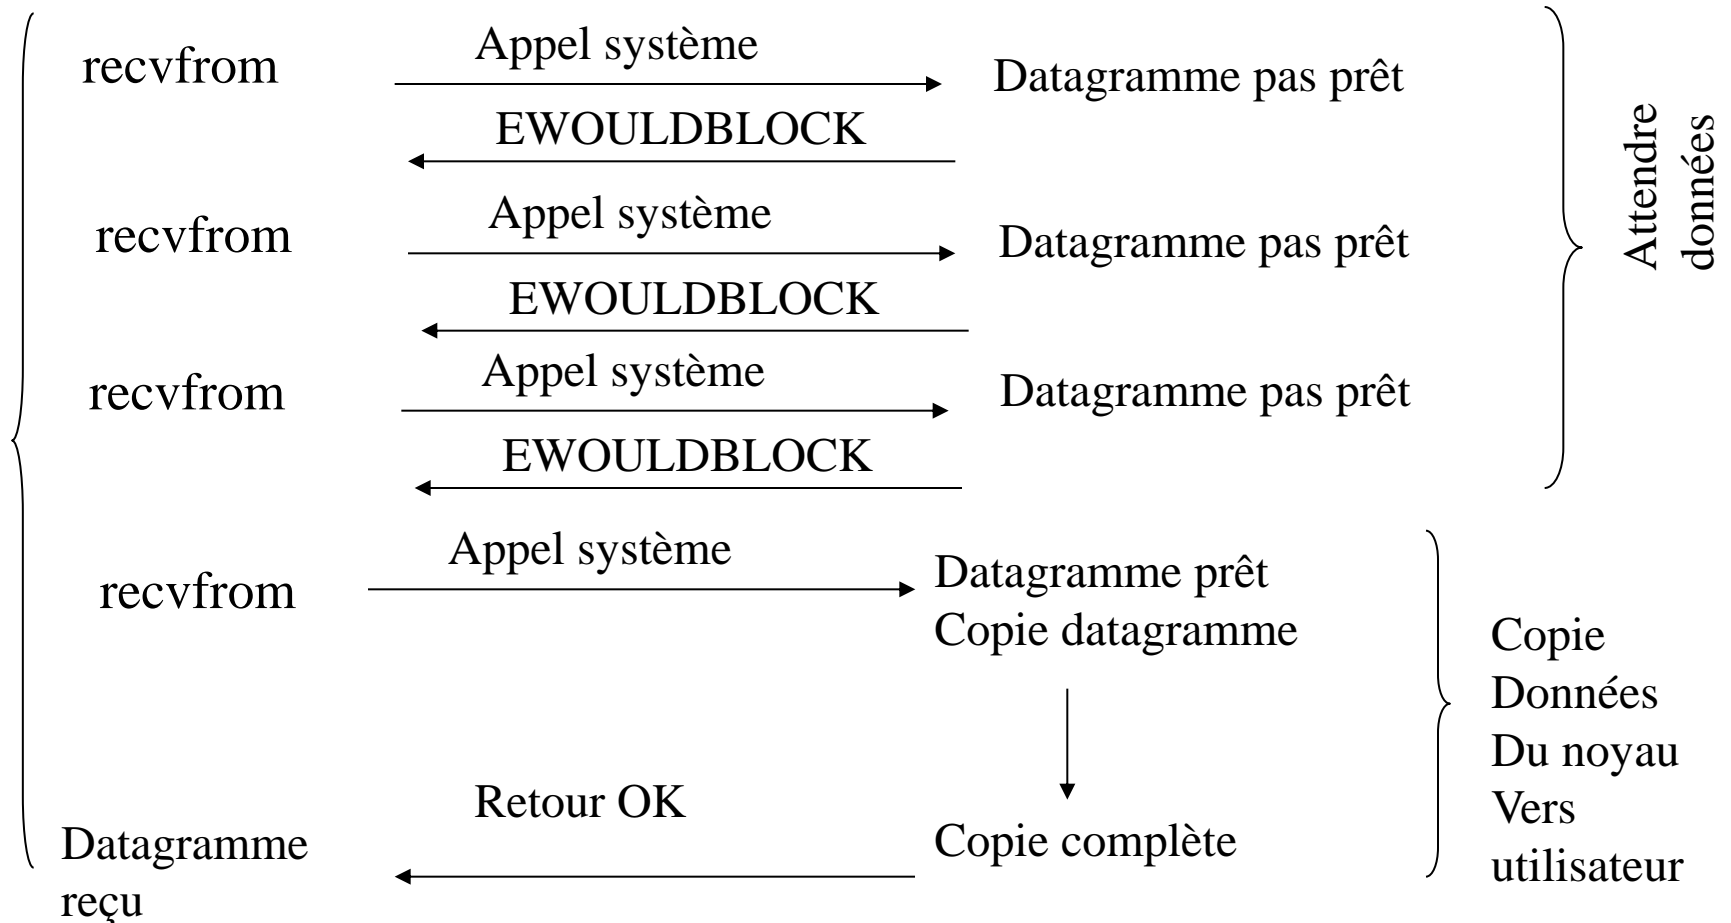 Appel système
recvfrom
Datagramme pas prêt
EWOULDBLOCK
Appel système
recvfrom
Datagramme pas prêt
EWOULDBLOCK
Appel système
recvfrom
Datagramme pas prêt
EWOULDBLOCK
Attendre
données
Appel système
recvfrom
Datagramme prêt
Copie datagramme
Copie
Données
Du noyau
Vers
utilisateur
Retour OK
Copie complète
Datagramme
reçu